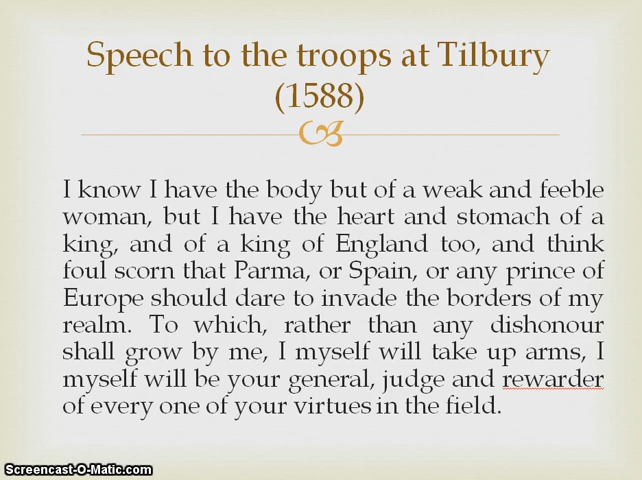 Speech to the troops at Tilbury
(1588)
I know I have the body but of a weak and feeble
woman, but I have the heart and stomach of a
king, and of a king of England too, and think
foul scorn that Parma, or Spain, or any prince of
Europe should dare to invade the borders of my
realm. To which, rather than any dishonour
shall grow by me, I myself will take up arms, I
myself will be your general, judge and rewarder
of every one of your virtues in the field.
Screencast-O-Matic.com